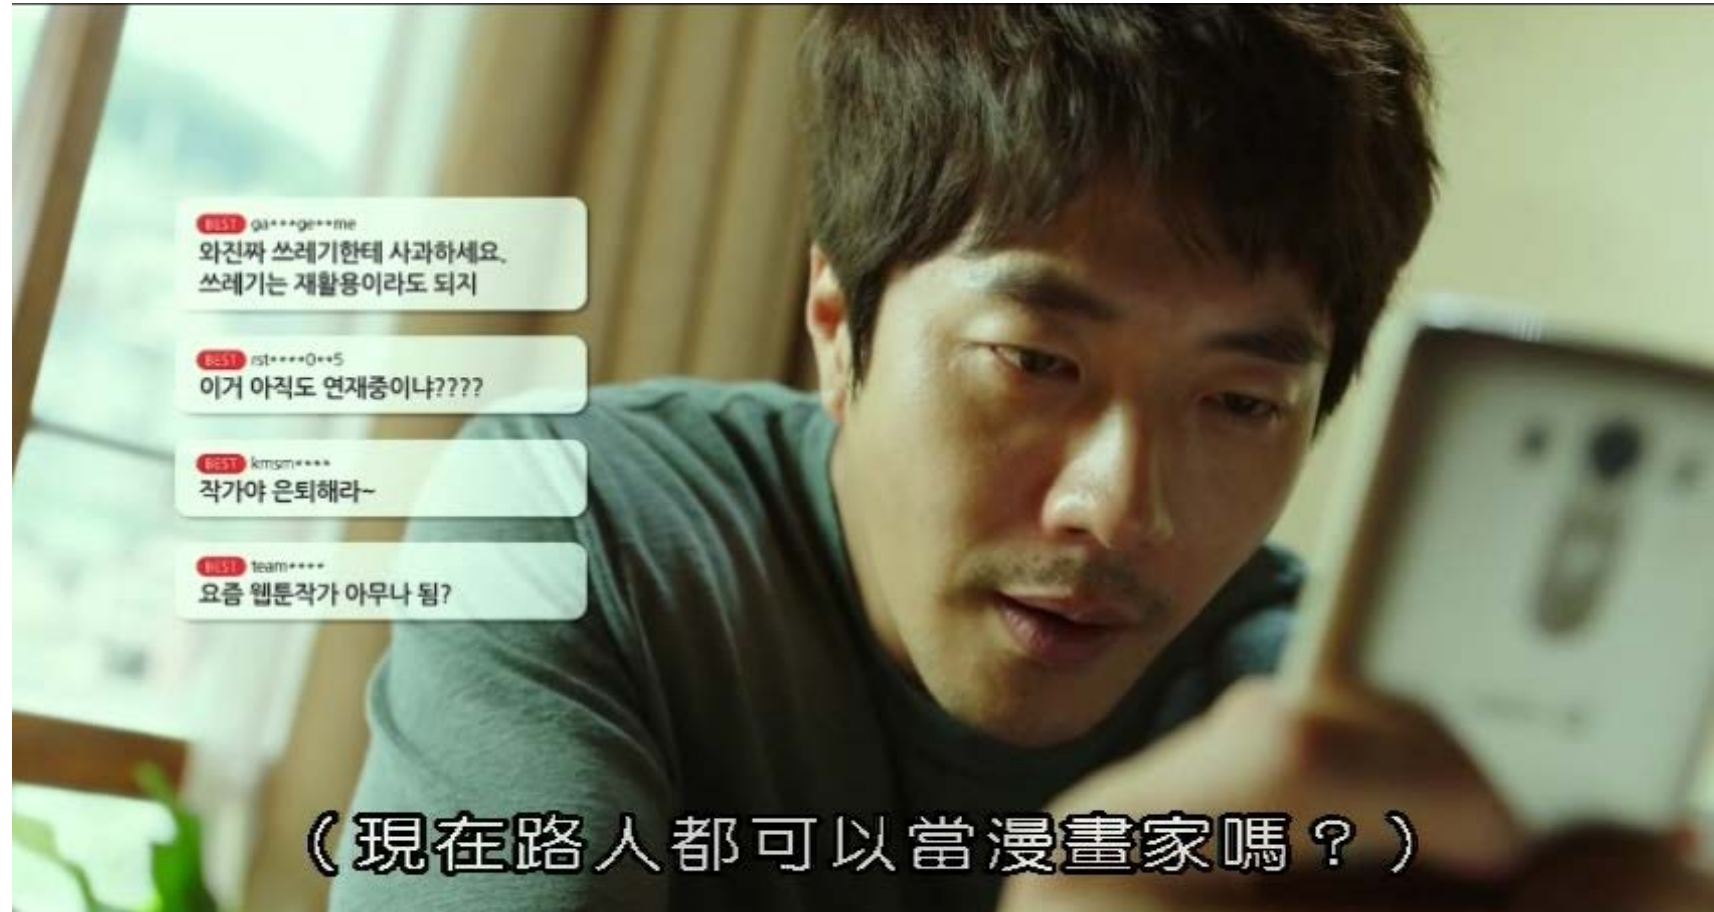 BEST ga***ge**me
와진짜 쓰레기한테 사과하세요.
쓰레기는 재활용이라도 되지
BEST rst****0**5
이거 아직도 연재중이냐????
BEST kmsm****
작가야 은퇴해라~
BEST team****
요즘 웹툰작가 아무나 됨?
（現在路人都可以當漫畫家嗎？）